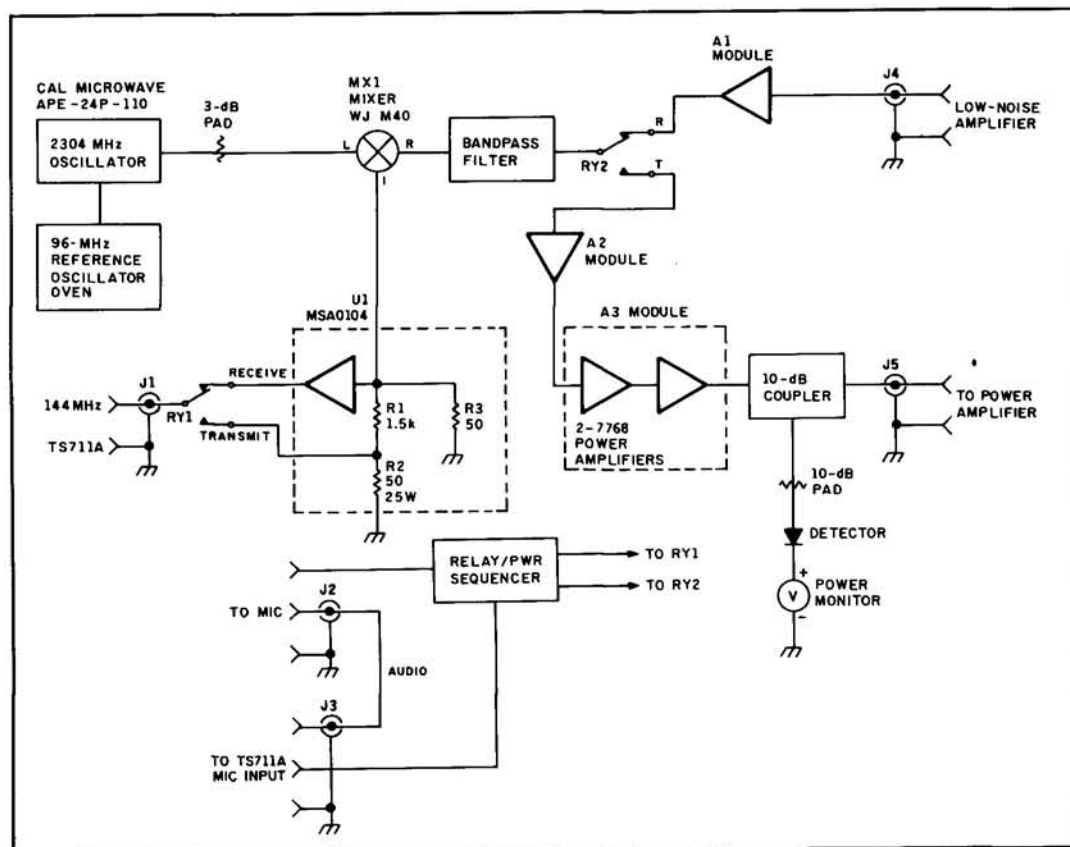 CAL MICROWAVE
APE-24P-110
2304 MHz
OSCILLATOR
96-MHz
REFERENCE
OSCILLATOR
OVEN
3-dB
PAD
MX1
MIXER
WJ M40
L
R
I
BANDPASS
FILTER
RY2
R
T
A1
MODULE
J4
LOW-NOISE
AMPLIFIER
A2
MODULE
A3 MODULE
2-7768
POWER
AMPLIFIERS
10-dB
COUPLER
J5
TO POWER
AMPLIFIER
10-dB
PAD
DETECTOR
+
V
-
POWER
MONITOR
U1
MSA0104
J1
144MHz
TS711A
RY1
RECEIVE
TRANSMIT
R1
1.5k
R2
50
25W
R3
50
RELAY/PWR
SEQUENCER
TO RY1
TO RY2
J2
TO MIC
AUDIO
J3
TO TS711A
MIC INPUT